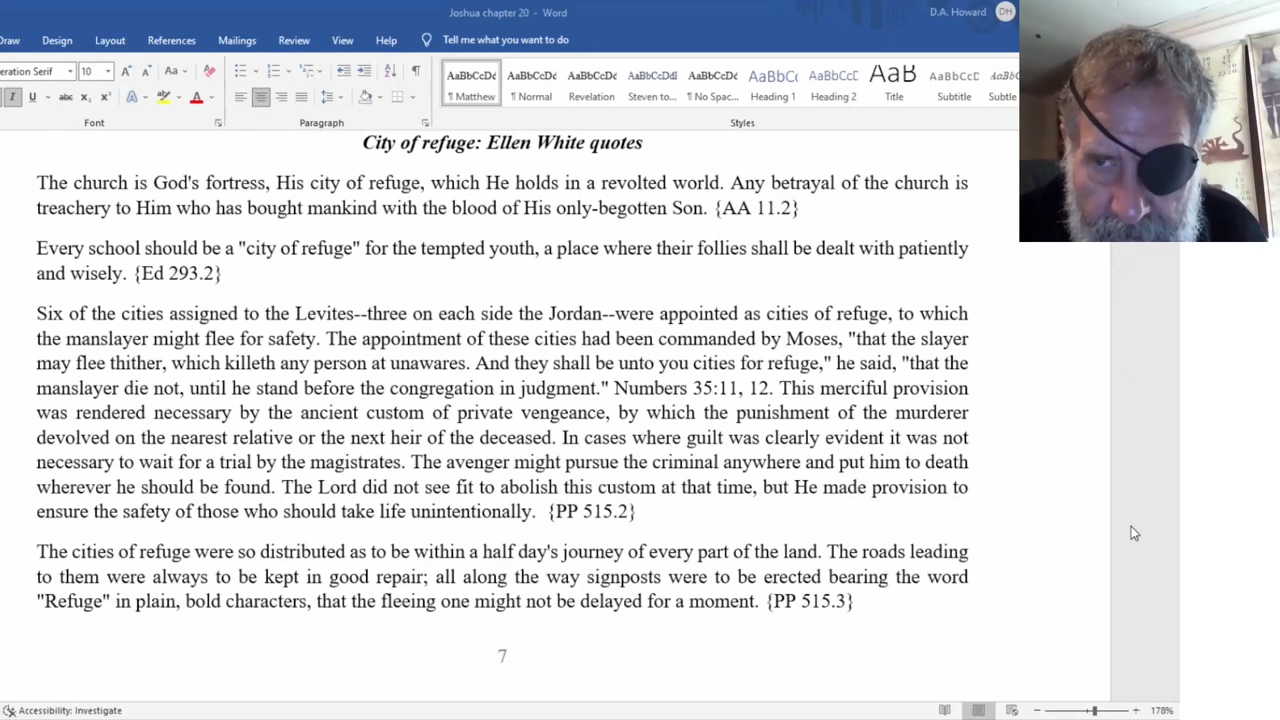 Joshua chapter 20 - Word
D.A. Howard DH
Draw Design Layout References Mailings Review View Help Tell me what you want to do
eration Serif 10 Aa
AaBbCcDc AaBbCcDc AaBbCcDc AaBbCcDdI AaBbCcDc AaBbCc AaBbCcD AaB AaBbCcD AaBbC
I U abc x₂ x² A A
¶ Matthew ¶ Normal Revelation Steven to... ¶ No Spac... Heading 1 Heading 2 Title Subtitle Subtle
Font Paragraph Styles
City of refuge: Ellen White quotes
The church is God's fortress, His city of refuge, which He holds in a revolted world. Any betrayal of the church is
treachery to Him who has bought mankind with the blood of His only-begotten Son. {AA 11.2}
Every school should be a "city of refuge" for the tempted youth, a place where their follies shall be dealt with patiently
and wisely. {Ed 293.2}
Six of the cities assigned to the Levites--three on each side the Jordan--were appointed as cities of refuge, to which
the manslayer might flee for safety. The appointment of these cities had been commanded by Moses, "that the slayer
may flee thither, which killeth any person at unawares. And they shall be unto you cities for refuge," he said, "that the
manslayer die not, until he stand before the congregation in judgment." Numbers 35:11, 12. This merciful provision
was rendered necessary by the ancient custom of private vengeance, by which the punishment of the murderer
devolved on the nearest relative or the next heir of the deceased. In cases where guilt was clearly evident it was not
necessary to wait for a trial by the magistrates. The avenger might pursue the criminal anywhere and put him to death
wherever he should be found. The Lord did not see fit to abolish this custom at that time, but He made provision to
ensure the safety of those who should take life unintentionally. {PP 515.2}
The cities of refuge were so distributed as to be within a half day's journey of every part of the land. The roads leading
to them were always to be kept in good repair; all along the way signposts were to be erected bearing the word
"Refuge" in plain, bold characters, that the fleeing one might not be delayed for a moment. {PP 515.3}
7
Accessibility: Investigate
178%